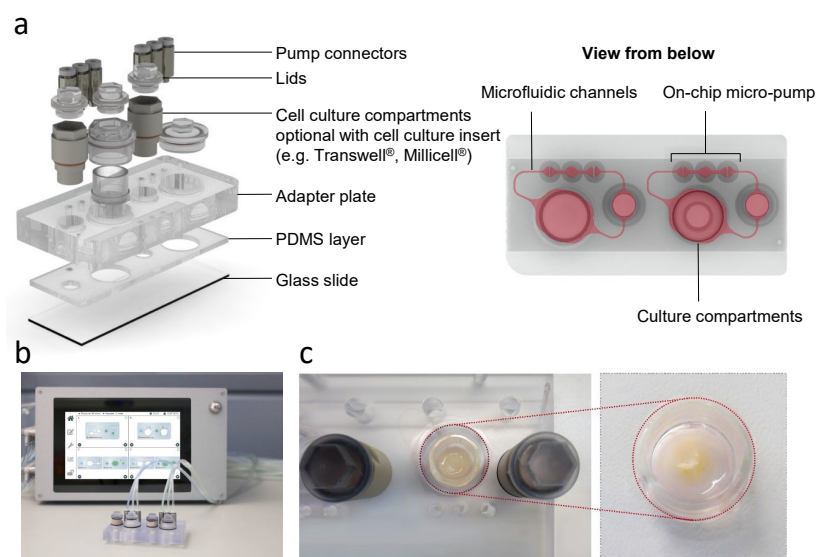 a
Pump connectors
Lids
Cell culture compartments
optional with cell culture insert
(e.g. Transwell®, Millicell®)
Adapter plate
PDMS layer
Glass slide
View from below
Microfluidic channels
On-chip micro-pump
Culture compartments
b
c